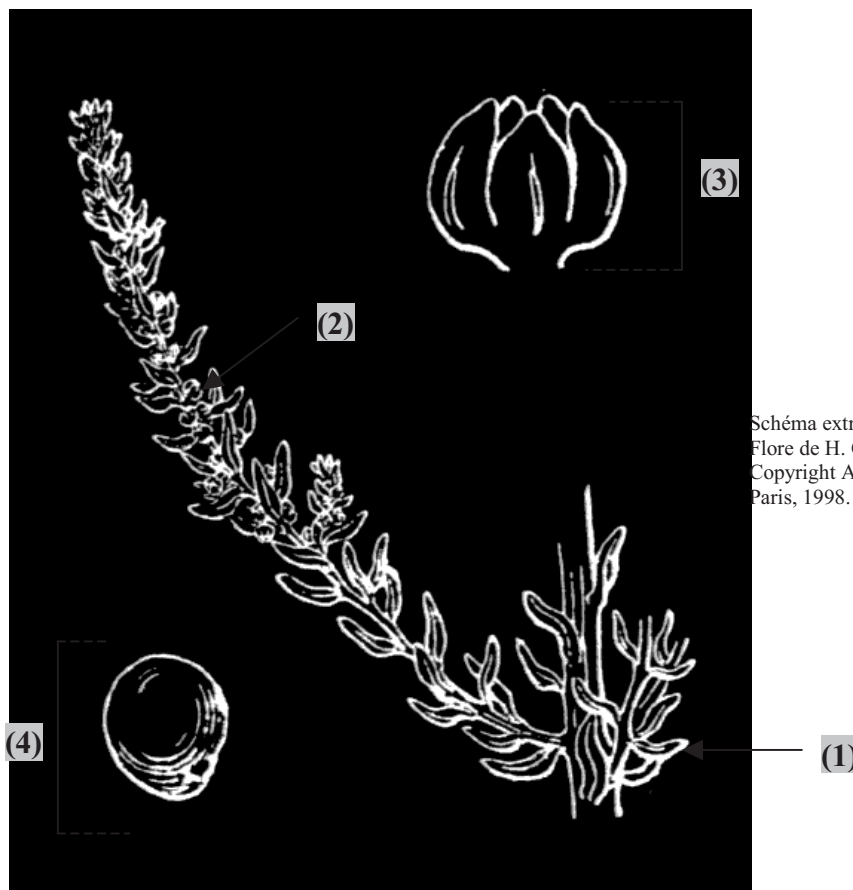 (3)
(2)
Schéma extr
Flore de H.
Copyright A
Paris, 1998.
(4)
(1)